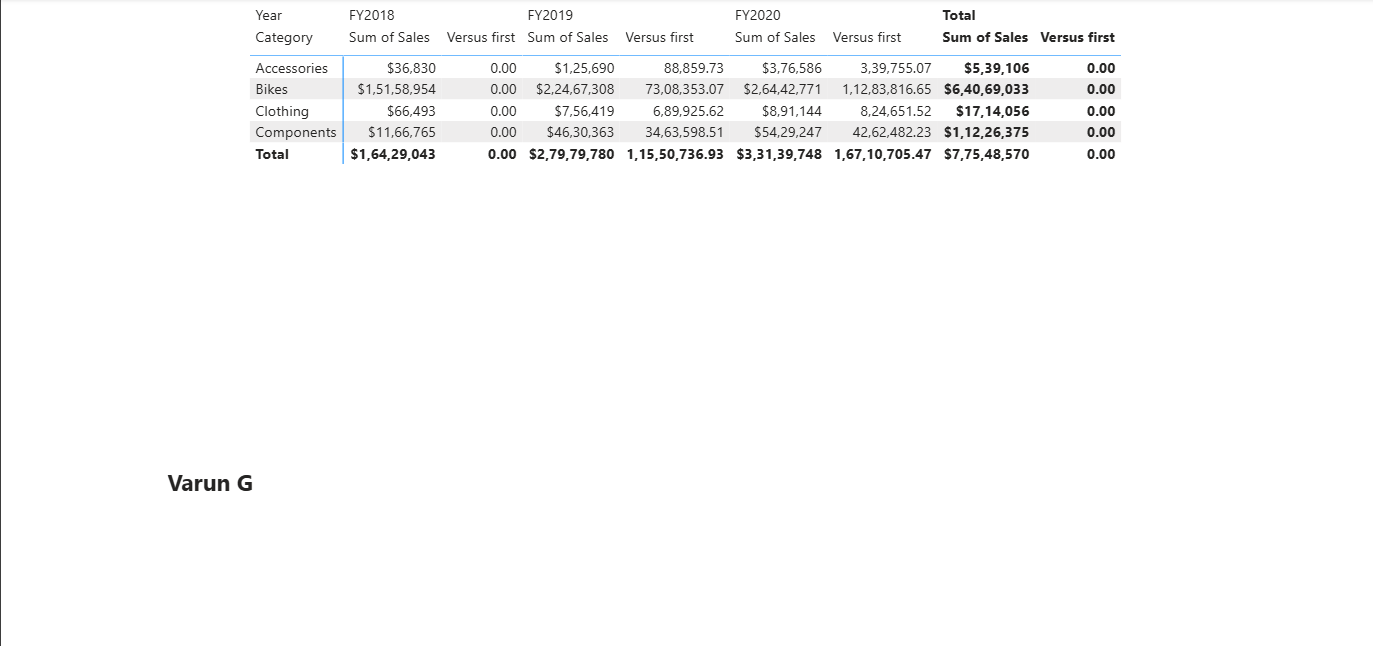 Year FY2018 FY2019 FY2020 Total
Category Sum of Sales Versus first Sum of Sales Versus first Sum of Sales Versus first Sum of Sales Versus first
Accessories $36,830 0.00 $1,25,690 88,859.73 $3,76,586 3,39,755.07 $5,39,106 0.00
Bikes $1,51,58,954 0.00 $2,24,67,308 73,08,353.07 $2,64,42,771 1,12,83,816.65 $6,40,69,033 0.00
Clothing $66,493 0.00 $7,56,419 6,89,925.62 $8,91,144 8,24,651.52 $17,14,056 0.00
Components $11,66,765 0.00 $46,30,363 34,63,598.51 $54,29,247 42,62,482.23 $1,12,26,375 0.00
Total $1,64,29,043 0.00 $2,79,79,780 1,15,50,736.93 $3,31,39,748 1,67,10,705.47 $7,75,48,570 0.00
Varun G